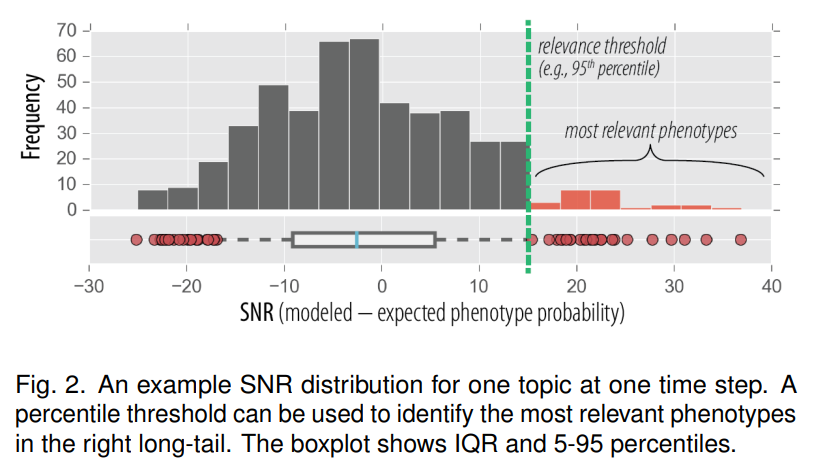 70
60
50
40
30
20
10
0
Frequency
relevance threshold
(e.g., 95th percentile)
most relevant phenotypes
−30
−20
−10
0
10
20
30
40
SNR (modeled – expected phenotype probability)
Fig. 2. An example SNR distribution for one topic at one time step. A
percentile threshold can be used to identify the most relevant phenotypes
in the right long-tail. The boxplot shows IQR and 5-95 percentiles.